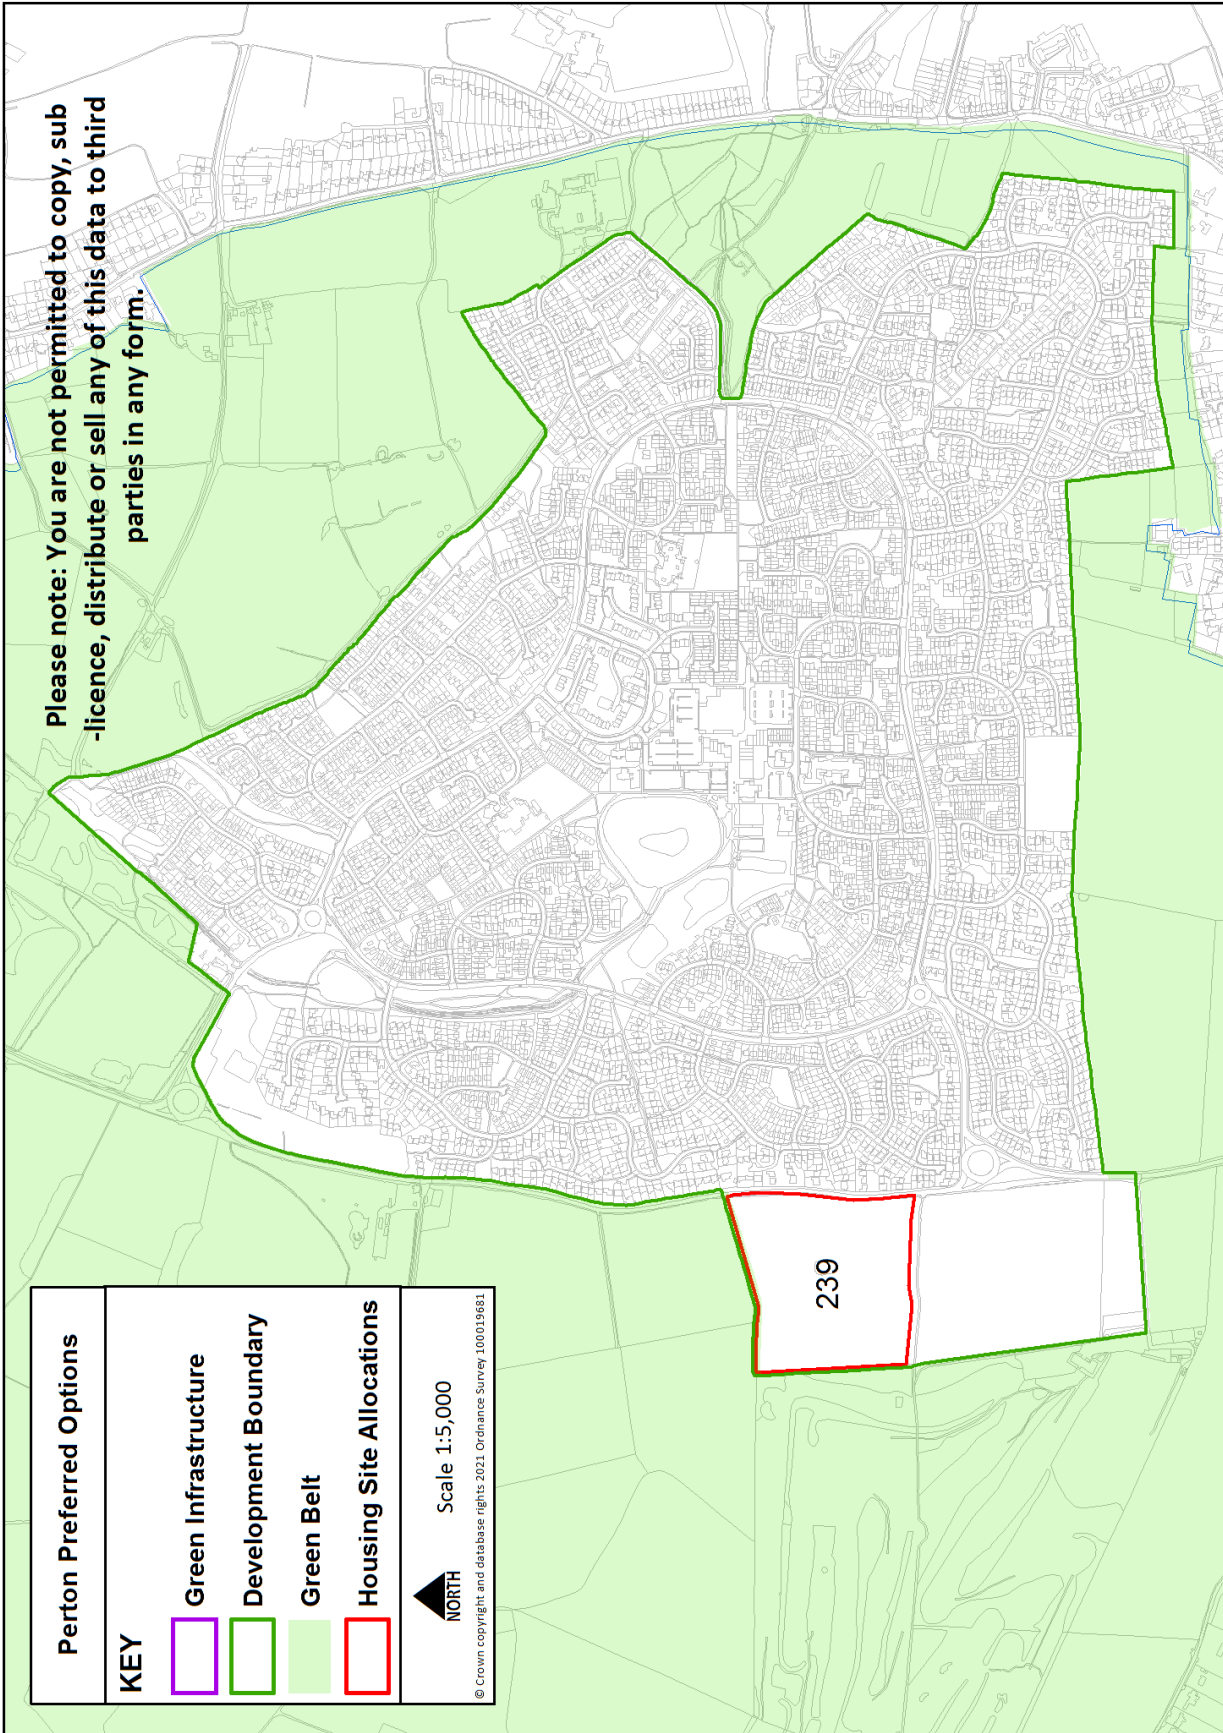 Please note: You are not permitted to copy, sub
-licence, distribute or sell any of this data to third
parties in any form.
239
Perton Preferred Options
KEY
Green Infrastructure
Development Boundary
Green Belt
Housing Site Allocations
NORTH
Scale 1:5,000
© Crown copyright and database rights 2021 Ordnance Survey 100019681